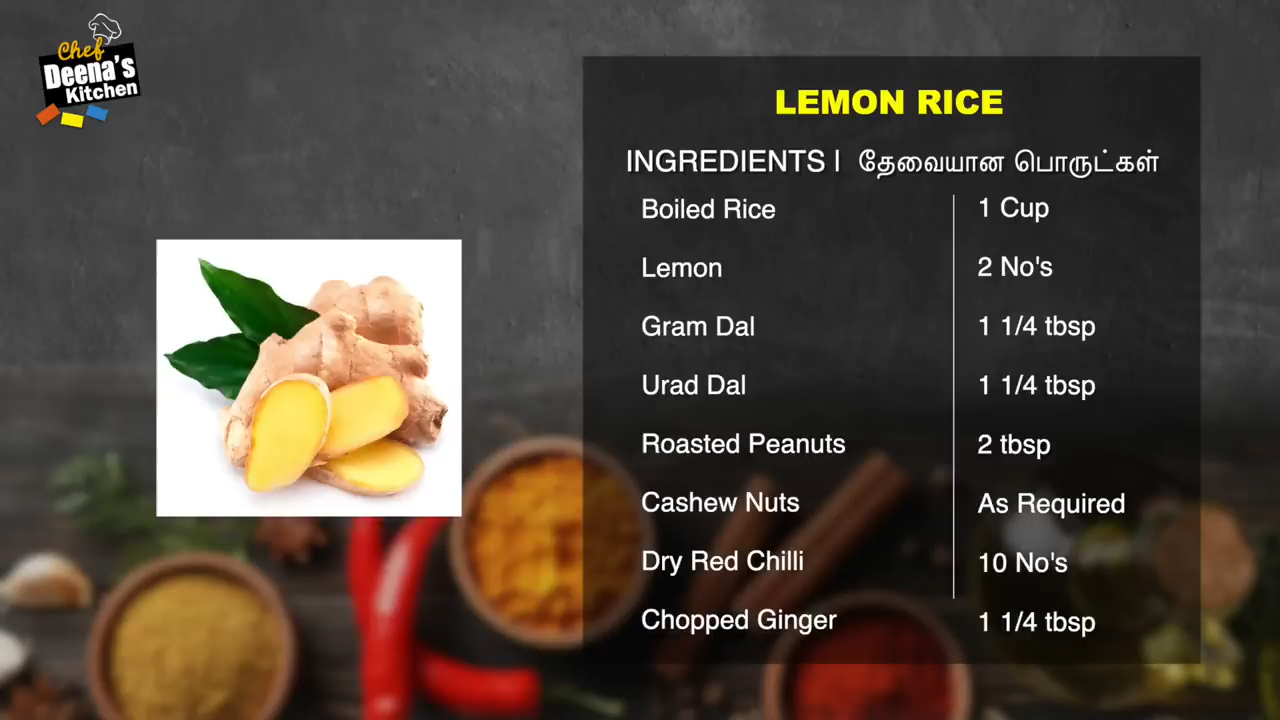 Chef
Deena's
Kitchen
LEMON RICE
INGREDIENTS | தேவையான பொருட்கள்
Boiled Rice 1 Cup
Lemon 2 No's
Gram Dal 1 1/4 tbsp
Urad Dal 1 1/4 tbsp
Roasted Peanuts 2 tbsp
Cashew Nuts As Required
Dry Red Chilli 10 No's
Chopped Ginger 1 1/4 tbsp